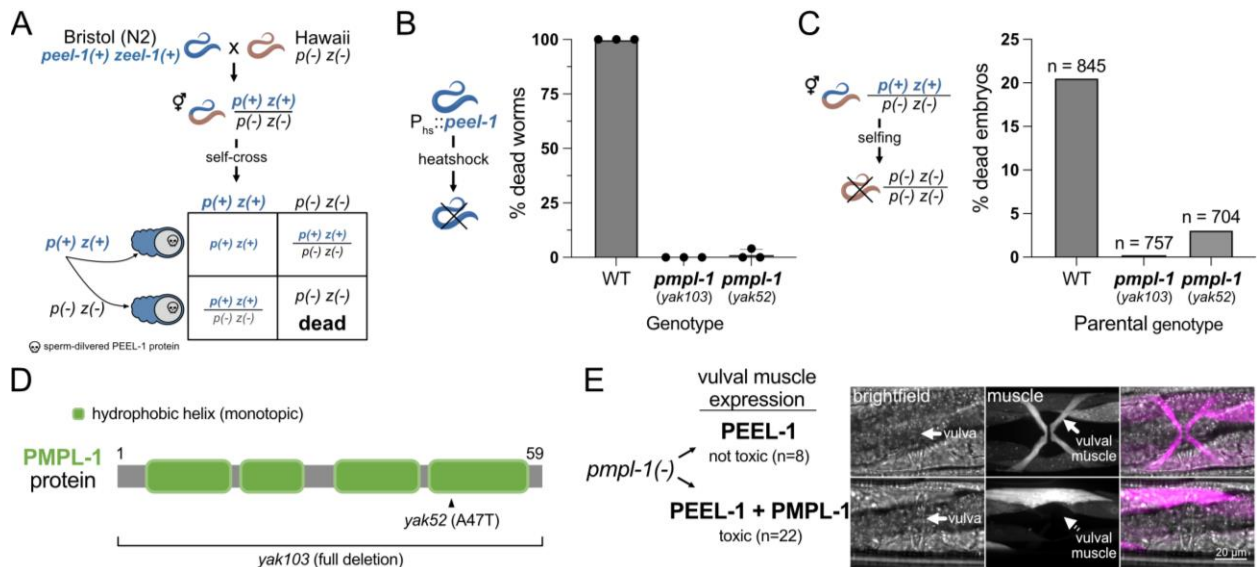 A
Bristol (N2)
peel-1(+) zeel-1(+)
X
Hawaii
p(-) z(-)
⚥
p(+) z(+)
p(-) z(-)
self-cross
p(+) z(+)
p(-) z(-)
p(+) z(+)
p(+) z(+)
p(+) z(+)
p(-) z(-)
p(-) z(-)
p(+) z(+)
p(-) z(-)
p(-) z(-)
dead
sperm-dilvered PEEL-1 protein
B
Phs::peel-1
heatshock
% dead worms
100
75
50
25
0
WT
pmpl-1
(yak103)
pmpl-1
(yak52)
Genotype
C
⚥
p(+) z(+)
p(-) z(-)
selfing
p(-) z(-)
p(-) z(-)
% dead embryos
25
20
15
10
5
0
n = 845
n = 757
n = 704
WT
pmpl-1
(yak103)
pmpl-1
(yak52)
Parental genotype
D
hydrophobic helix (monotopic)
PMPL-1
protein
1
59
yak52 (A47T)
yak103 (full deletion)
E
vulval muscle
expression
pmpl-1(-)
PEEL-1
not toxic (n=8)
PEEL-1 + PMPL-1
toxic (n=22)
brightfield
vulva
muscle
vulval
muscle
vulva
vulval
muscle
20 µm